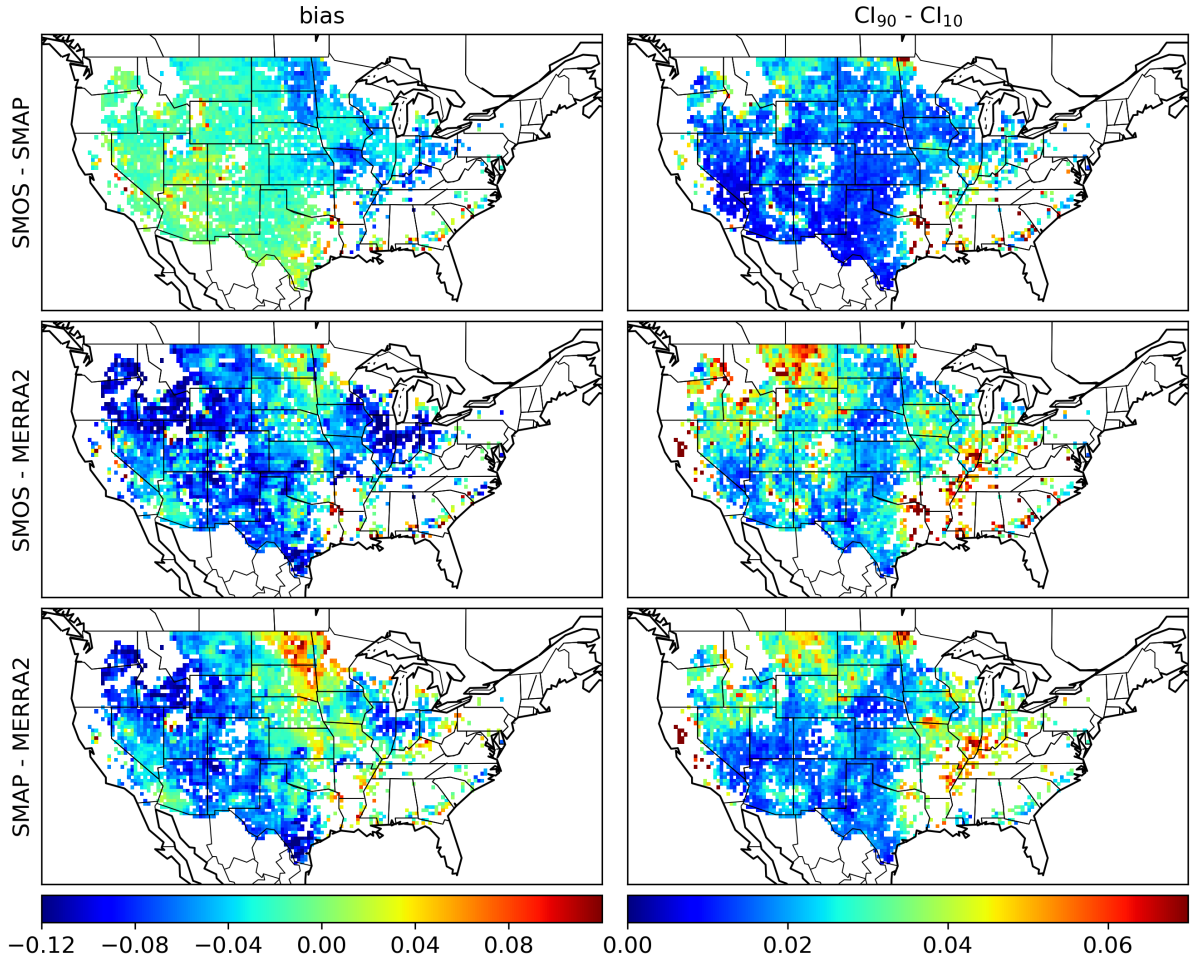 bias
CI90 - CI10
SMOS - SMAP
SMOS - MERRA2
SMAP - MERRA2
−0.12 −0.08 −0.04 0.00 0.04 0.08
0.00 0.02 0.04 0.06